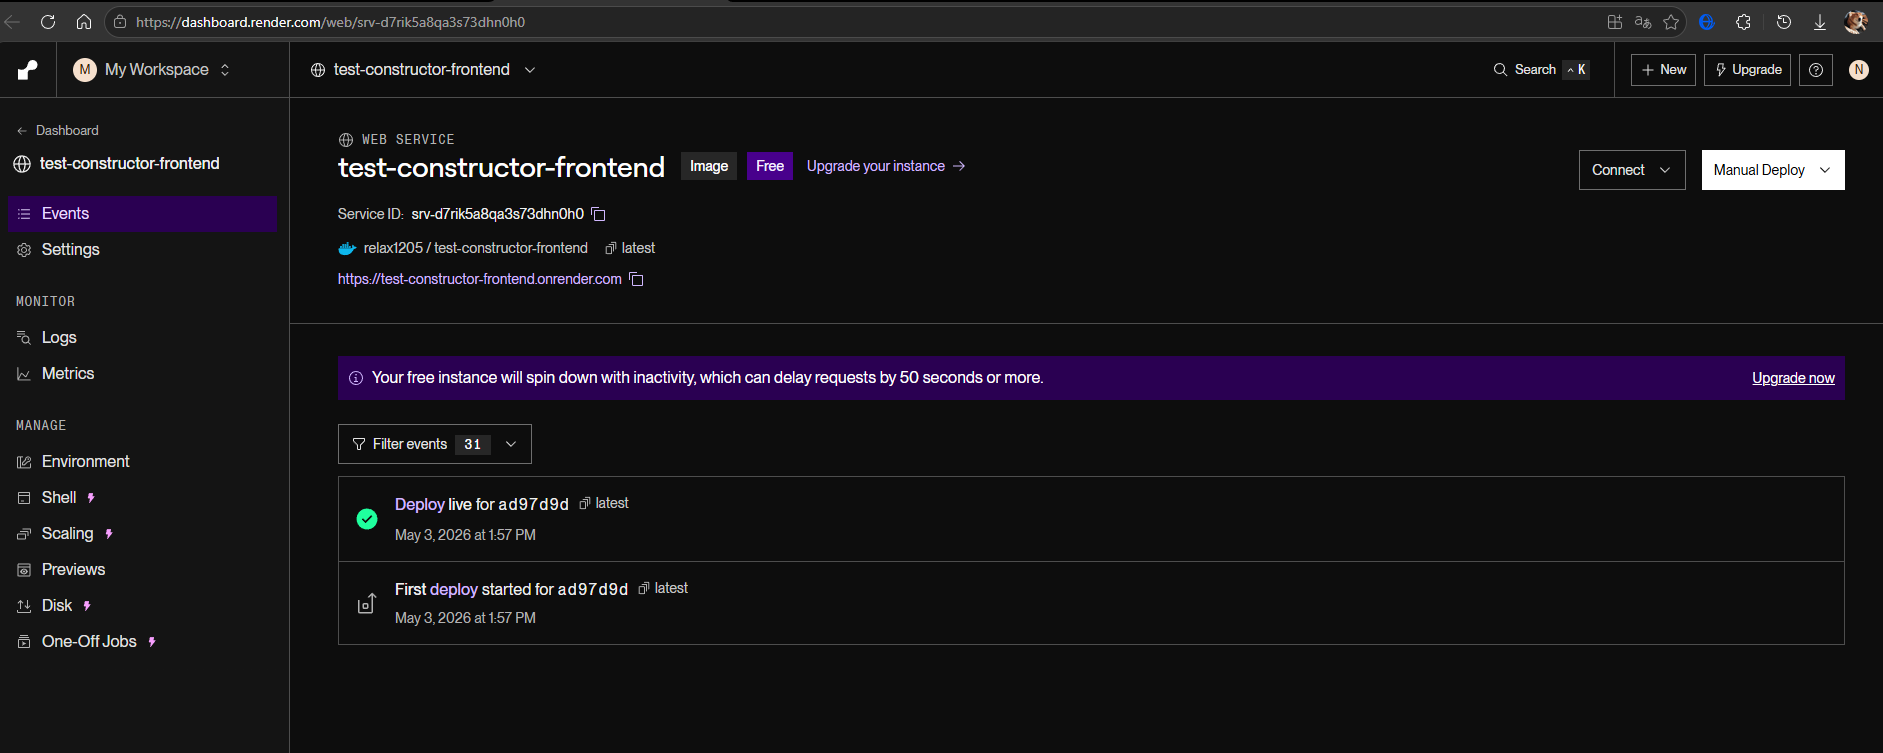 https://dashboard.render.com/web/srv-d7rik5a8qa3s73dhn0h0
M My Workspace
test-constructor-frontend
Search ^ K
+ New
Upgrade
N
← Dashboard
test-constructor-frontend
Events
Settings
MONITOR
Logs
Metrics
MANAGE
Environment
Shell
Scaling
Previews
Disk
One-Off Jobs
WEB SERVICE
test-constructor-frontend Image Free Upgrade your instance →
Connect
Manual Deploy
Service ID: srv-d7rik5a8qa3s73dhn0h0
relax1205 / test-constructor-frontend latest
https://test-constructor-frontend.onrender.com
Your free instance will spin down with inactivity, which can delay requests by 50 seconds or more.
Upgrade now
Filter events 31
Deploy live for ad97d9d latest
May 3, 2026 at 1:57 PM
First deploy started for ad97d9d latest
May 3, 2026 at 1:57 PM